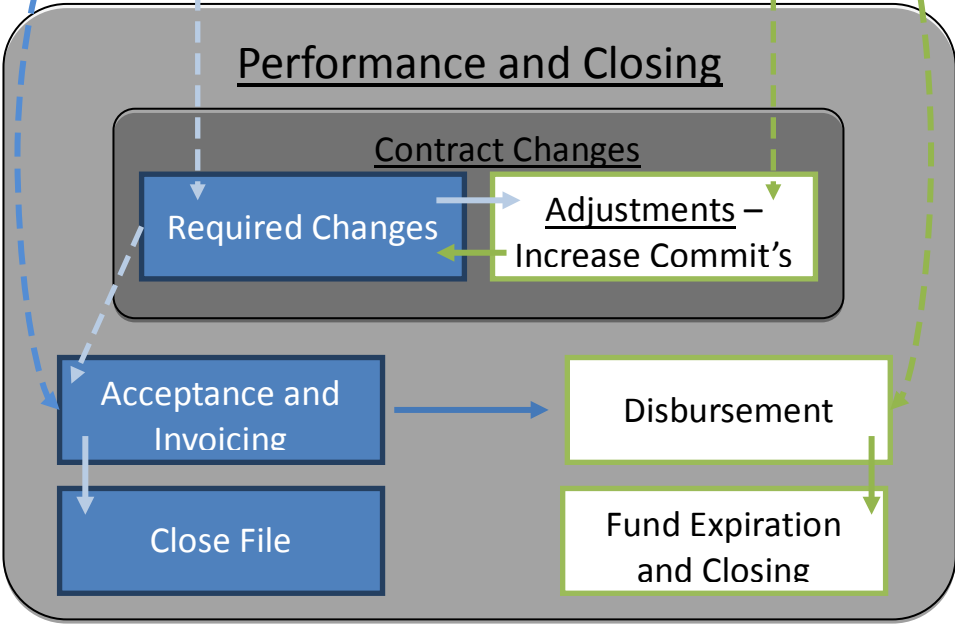 Performance and Closing
Contract Changes
Required Changes
Adjustments –
Increase Commit's
Acceptance and
Invoicing
Disbursement
Close File
Fund Expiration
and Closing